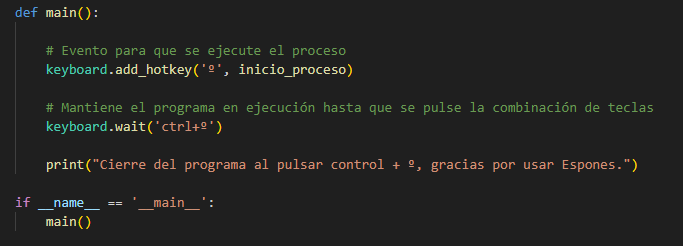 def main():
# Evento para que se ejecute el proceso
keyboard.add_hotkey('º', inicio_proceso)
# Mantiene el programa en ejecución hasta que se pulse la combinación de teclas
keyboard.wait('ctrl+º')
print("Cierre del programa al pulsar control + º, gracias por usar Espones.")
if __name__ == '__main__':
main()